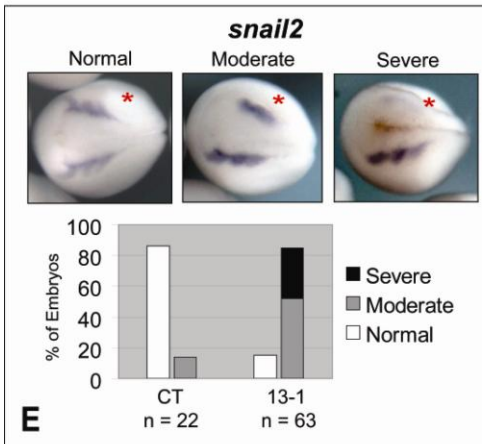 snail2
Normal Moderate Severe
* * *
% of Embryos
100
80
60
40
20
0
CT 13-1
n = 22 n = 63
Severe
Moderate
Normal
E